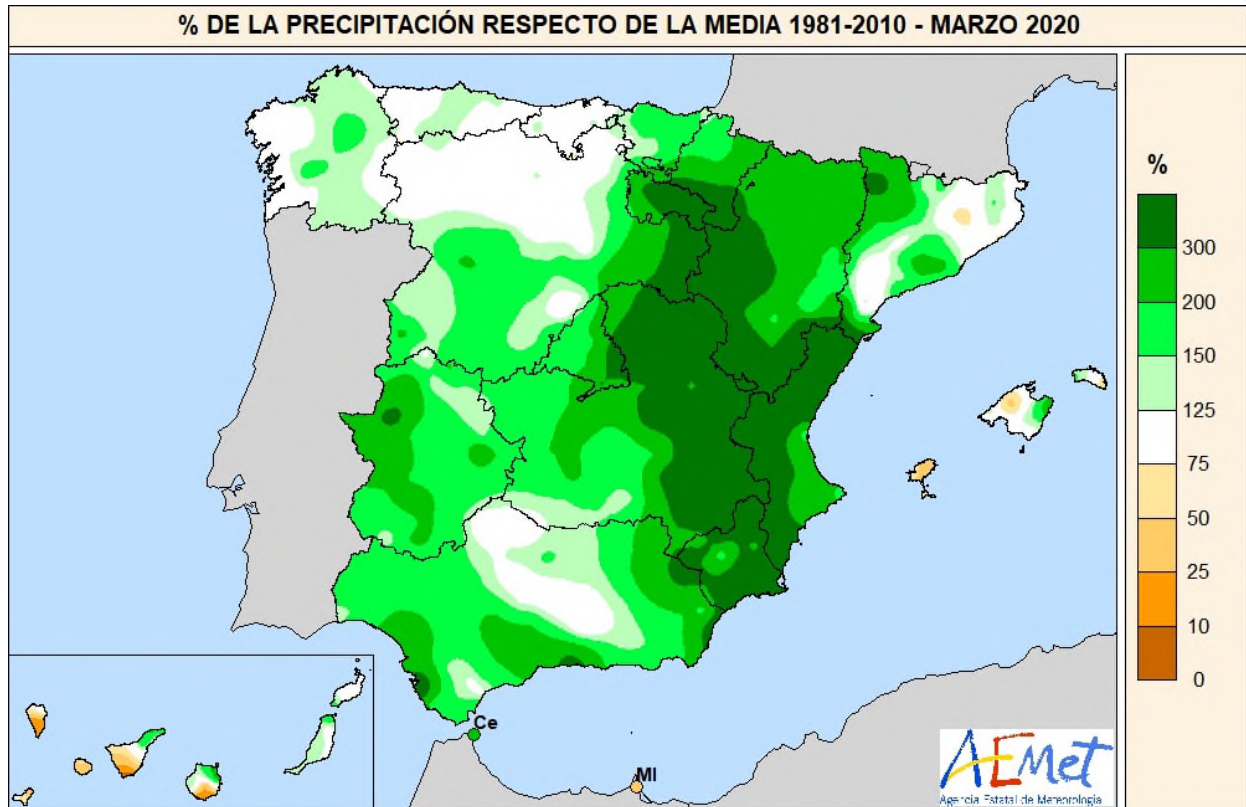 % DE LA PRECIPITACIÓN RESPECTO DE LA MEDIA 1981-2010 - MARZO 2020
%
300
200
150
125
75
50
25
10
0
Ce
Ml
AEMet
Agencia Estatal de Meteorología